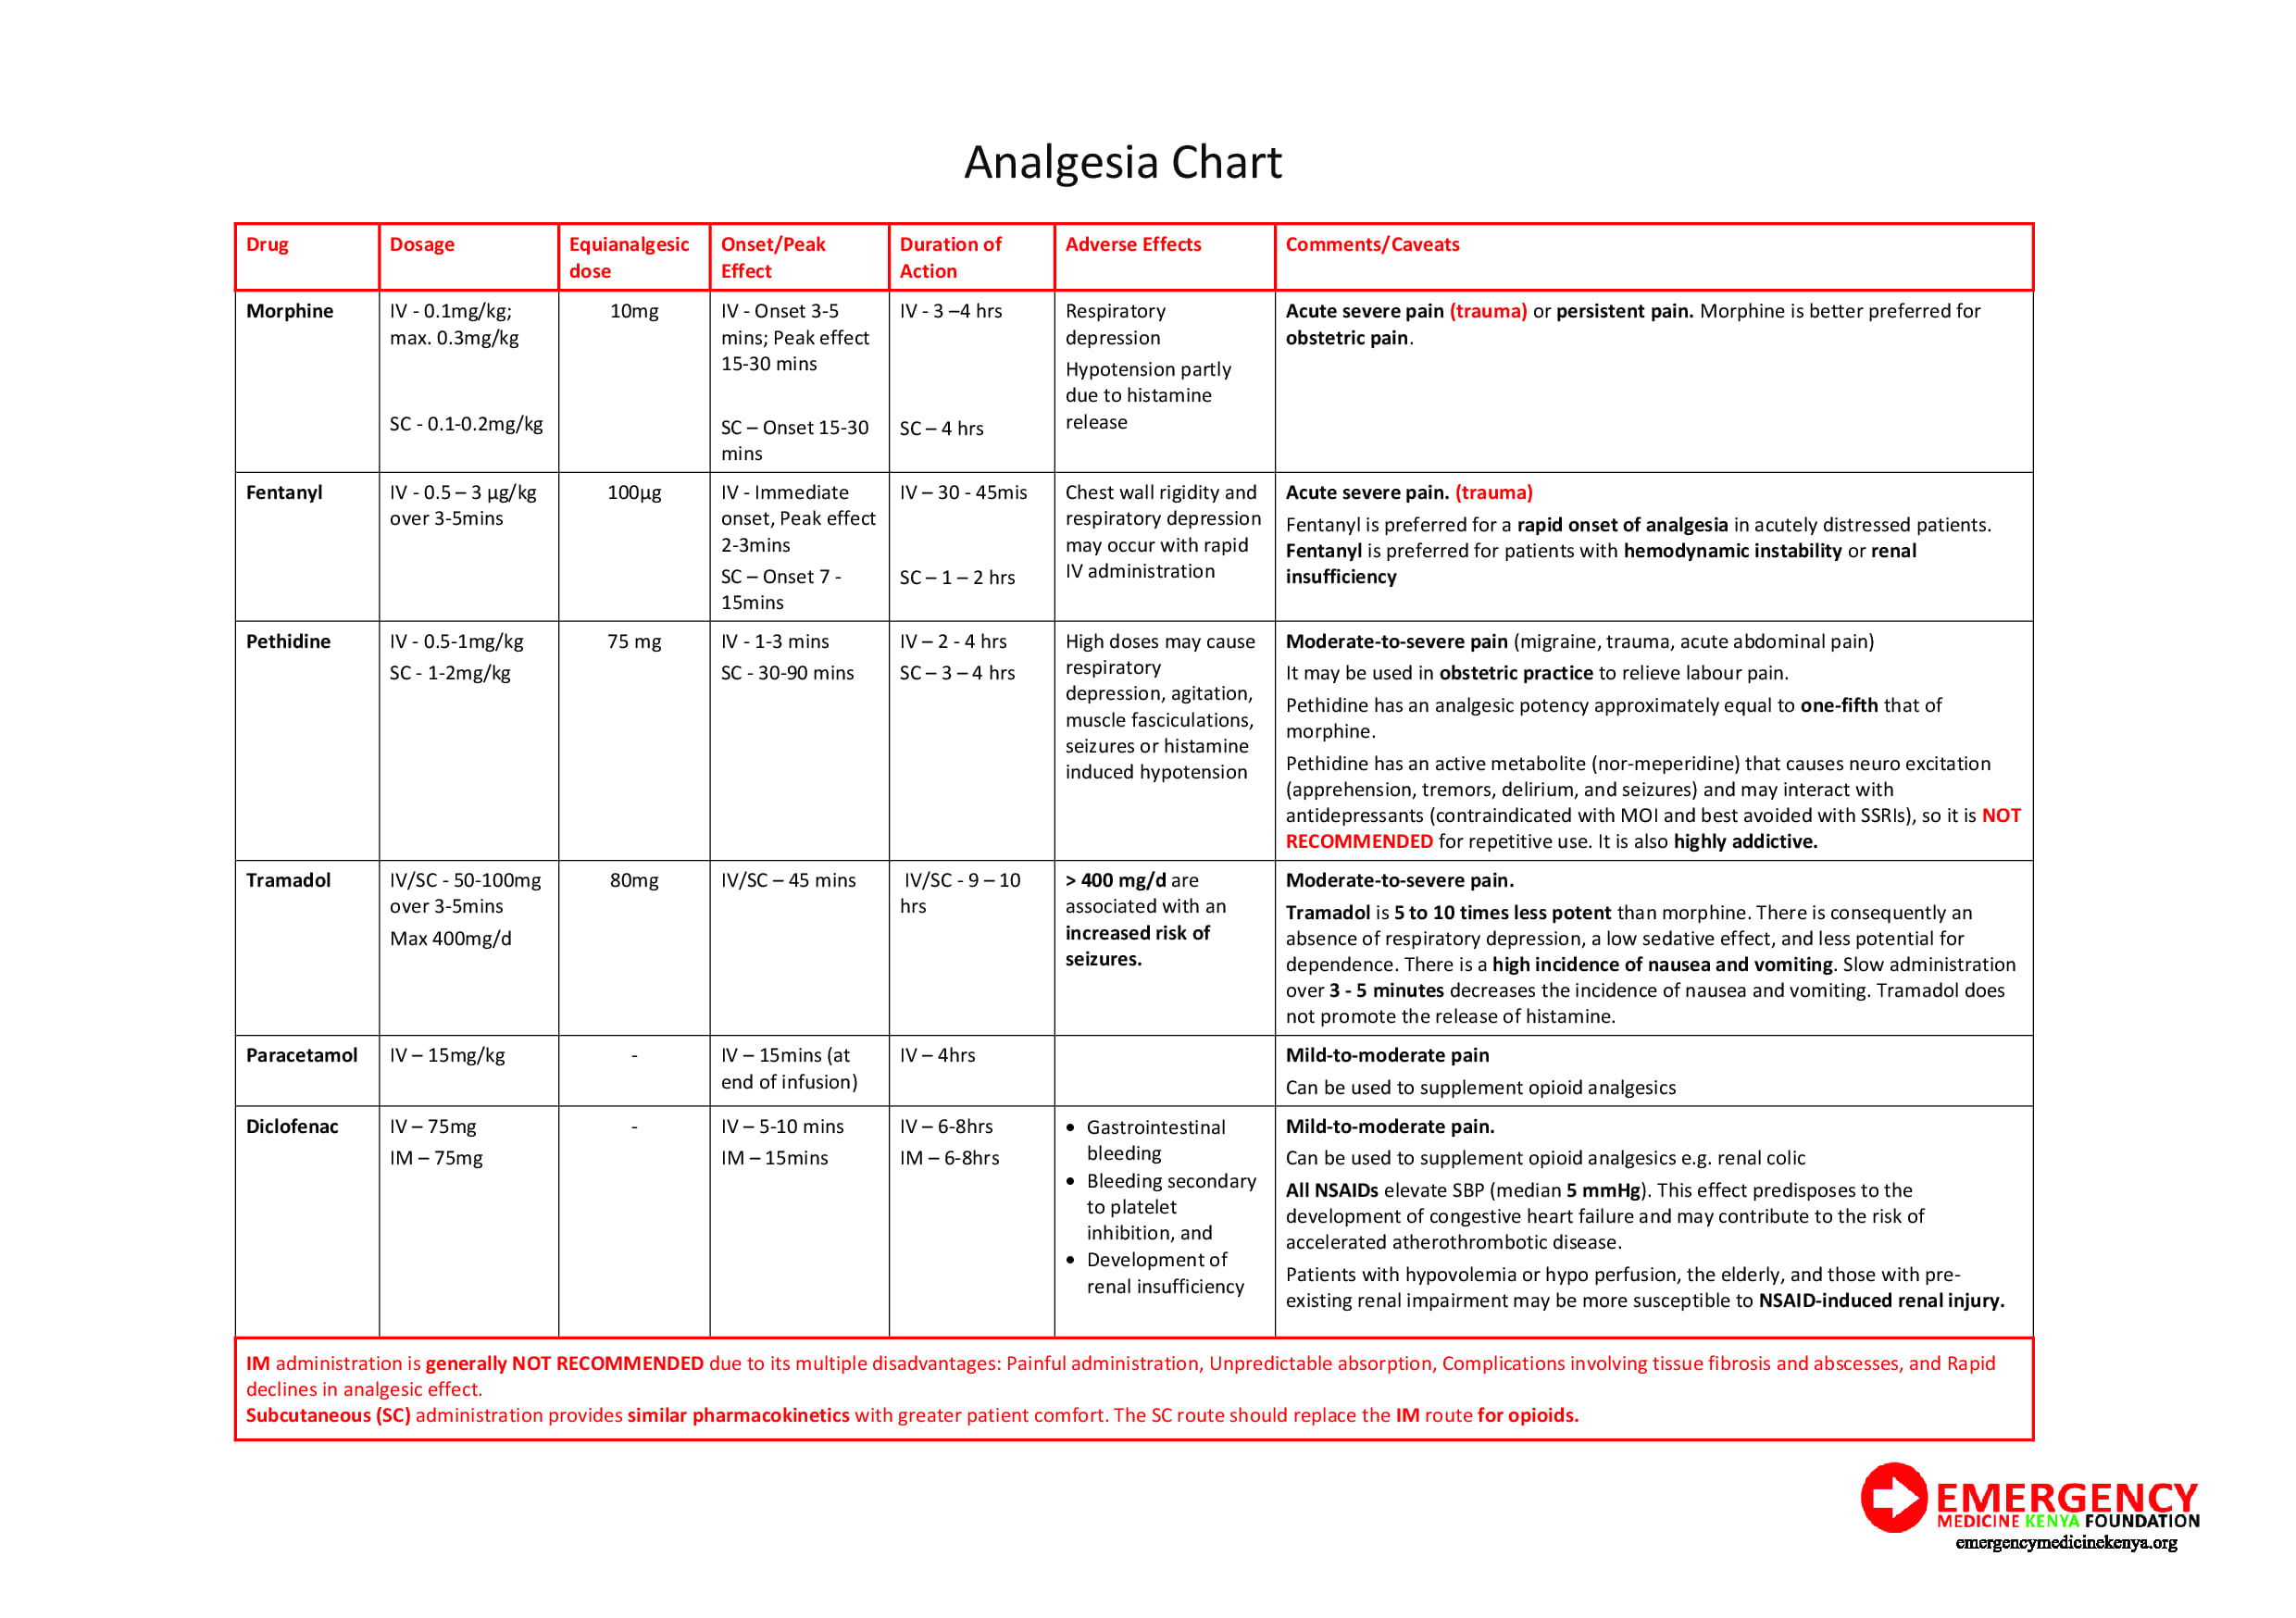 Analgesia Chart
Drug
Dosage
Equianalgesic
dose
Onset/Peak
Effect
Duration of
Action
Adverse Effects
Comments/Caveats
Morphine
IV - 0.1mg/kg;
max. 0.3mg/kg
SC - 0.1-0.2mg/kg
10mg
IV - Onset 3-5
mins; Peak effect
15-30 mins
SC – Onset 15-30
mins
IV - 3 –4 hrs
SC – 4 hrs
Respiratory
depression
Hypotension partly
due to histamine
release
Acute severe pain (trauma) or persistent pain. Morphine is better preferred for
obstetric pain.
Fentanyl
IV - 0.5 – 3 µg/kg
over 3-5mins
100µg
IV - Immediate
onset, Peak effect
2-3mins
SC – Onset 7 -
15mins
IV – 30 - 45mis
SC – 1 – 2 hrs
Chest wall rigidity and
respiratory depression
may occur with rapid
IV administration
Acute severe pain. (trauma)
Fentanyl is preferred for a rapid onset of analgesia in acutely distressed patients.
Fentanyl is preferred for patients with hemodynamic instability or renal
insufficiency
Pethidine
IV - 0.5-1mg/kg
SC - 1-2mg/kg
75 mg
IV - 1-3 mins
SC - 30-90 mins
IV – 2 - 4 hrs
SC – 3 – 4 hrs
High doses may cause
respiratory
depression, agitation,
muscle fasciculations,
seizures or histamine
induced hypotension
Moderate-to-severe pain (migraine, trauma, acute abdominal pain)
It may be used in obstetric practice to relieve labour pain.
Pethidine has an analgesic potency approximately equal to one-fifth that of
morphine.
Pethidine has an active metabolite (nor-meperidine) that causes neuro excitation
(apprehension, tremors, delirium, and seizures) and may interact with
antidepressants (contraindicated with MOI and best avoided with SSRIs), so it is NOT
RECOMMENDED for repetitive use. It is also highly addictive.
Tramadol
IV/SC - 50-100mg
over 3-5mins
Max 400mg/d
80mg
IV/SC – 45 mins
IV/SC - 9 – 10
hrs
> 400 mg/d are
associated with an
increased risk of
seizures.
Moderate-to-severe pain.
Tramadol is 5 to 10 times less potent than morphine. There is consequently an
absence of respiratory depression, a low sedative effect, and less potential for
dependence. There is a high incidence of nausea and vomiting. Slow administration
over 3 - 5 minutes decreases the incidence of nausea and vomiting. Tramadol does
not promote the release of histamine.
Paracetamol
IV – 15mg/kg
-
IV – 15mins (at
end of infusion)
IV – 4hrs
Mild-to-moderate pain
Can be used to supplement opioid analgesics
Diclofenac
IV – 75mg
IM – 75mg
-
IV – 5-10 mins
IM – 15mins
IV – 6-8hrs
IM – 6-8hrs
• Gastrointestinal
bleeding
• Bleeding secondary
to platelet
inhibition, and
• Development of
renal insufficiency
Mild-to-moderate pain.
Can be used to supplement opioid analgesics e.g. renal colic
All NSAIDs elevate SBP (median 5 mmHg). This effect predisposes to the
development of congestive heart failure and may contribute to the risk of
accelerated atherothrombotic disease.
Patients with hypovolemia or hypo perfusion, the elderly, and those with pre-
existing renal impairment may be more susceptible to NSAID-induced renal injury.
IM administration is generally NOT RECOMMENDED due to its multiple disadvantages: Painful administration, Unpredictable absorption, Complications involving tissue fibrosis and abscesses, and Rapid
declines in analgesic effect.
Subcutaneous (SC) administration provides similar pharmacokinetics with greater patient comfort. The SC route should replace the IM route for opioids.
EMERGENCY
MEDICINE KENYA FOUNDATION
emergencymedicinekenya.org